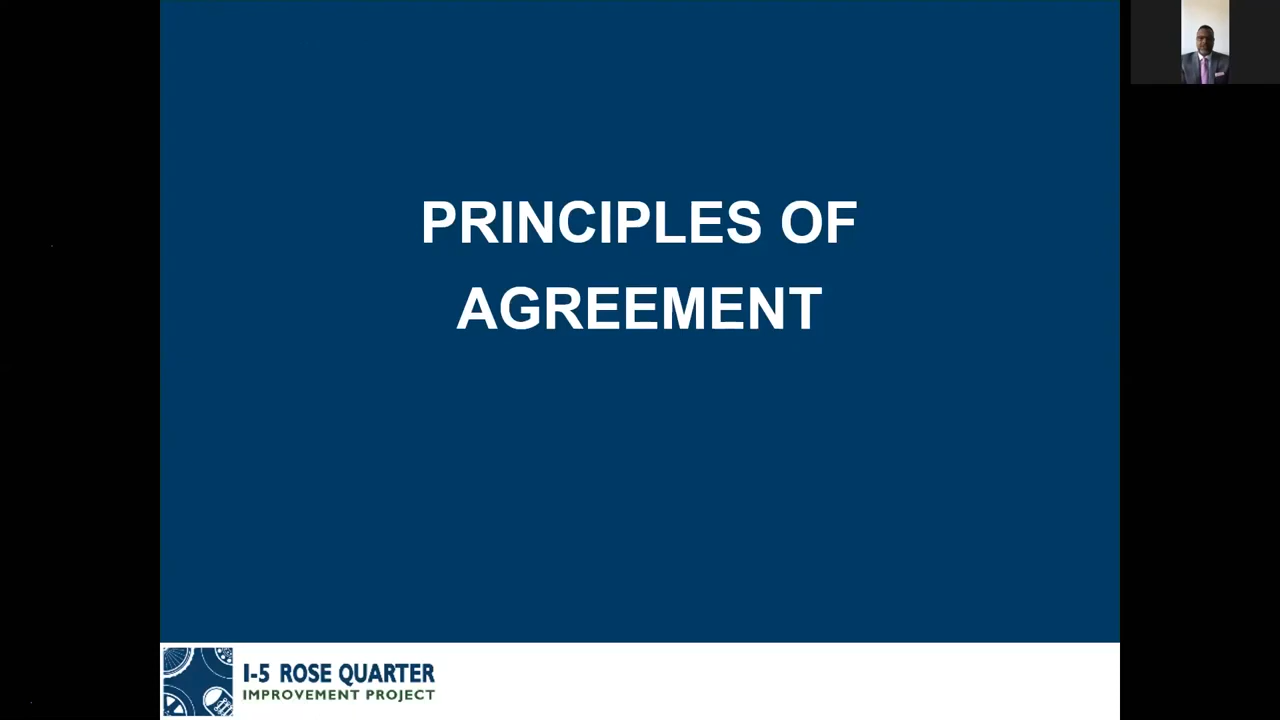 PRINCIPLES OF
AGREEMENT
I-5 ROSE QUARTER
IMPROVEMENT PROJECT